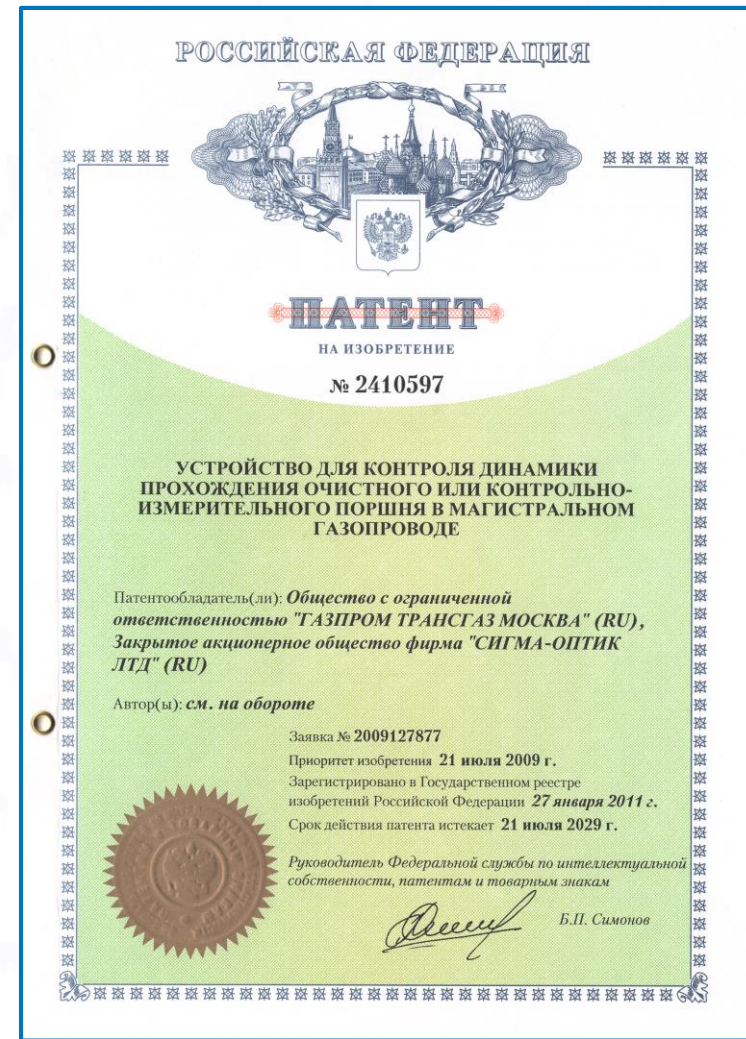 РОССИЙСКАЯ ФЕДЕРАЦИЯ
ПАТЕНТ
НА ИЗОБРЕТЕНИЕ
№ 2410597
УСТРОЙСТВО ДЛЯ КОНТРОЛЯ ДИНАМИКИ
ПРОХОЖДЕНИЯ ОЧИСТНОГО ИЛИ КОНТРОЛЬНО-
ИЗМЕРИТЕЛЬНОГО ПОРШНЯ В МАГИСТРАЛЬНОМ
ГАЗОПРОВОДЕ
Патентообладатель(ли): Общество с ограниченной
ответственностью "ГАЗПРОМ ТРАНСГАЗ МОСКВА" (RU),
Закрытое акционерное общество фирма "СИГМА-ОПТИК
ЛТД" (RU)
Автор(ы): см. на обороте
Заявка № 2009127877
Приоритет изобретения 21 июля 2009 г.
Зарегистрировано в Государственном реестре
изобретений Российской Федерации 27 января 2011 г.
Срок действия патента истекает 21 июля 2029 г.
Руководитель Федеральной службы по интеллектуальной
собственности, патентам и товарным знакам
Б.П. Симонов